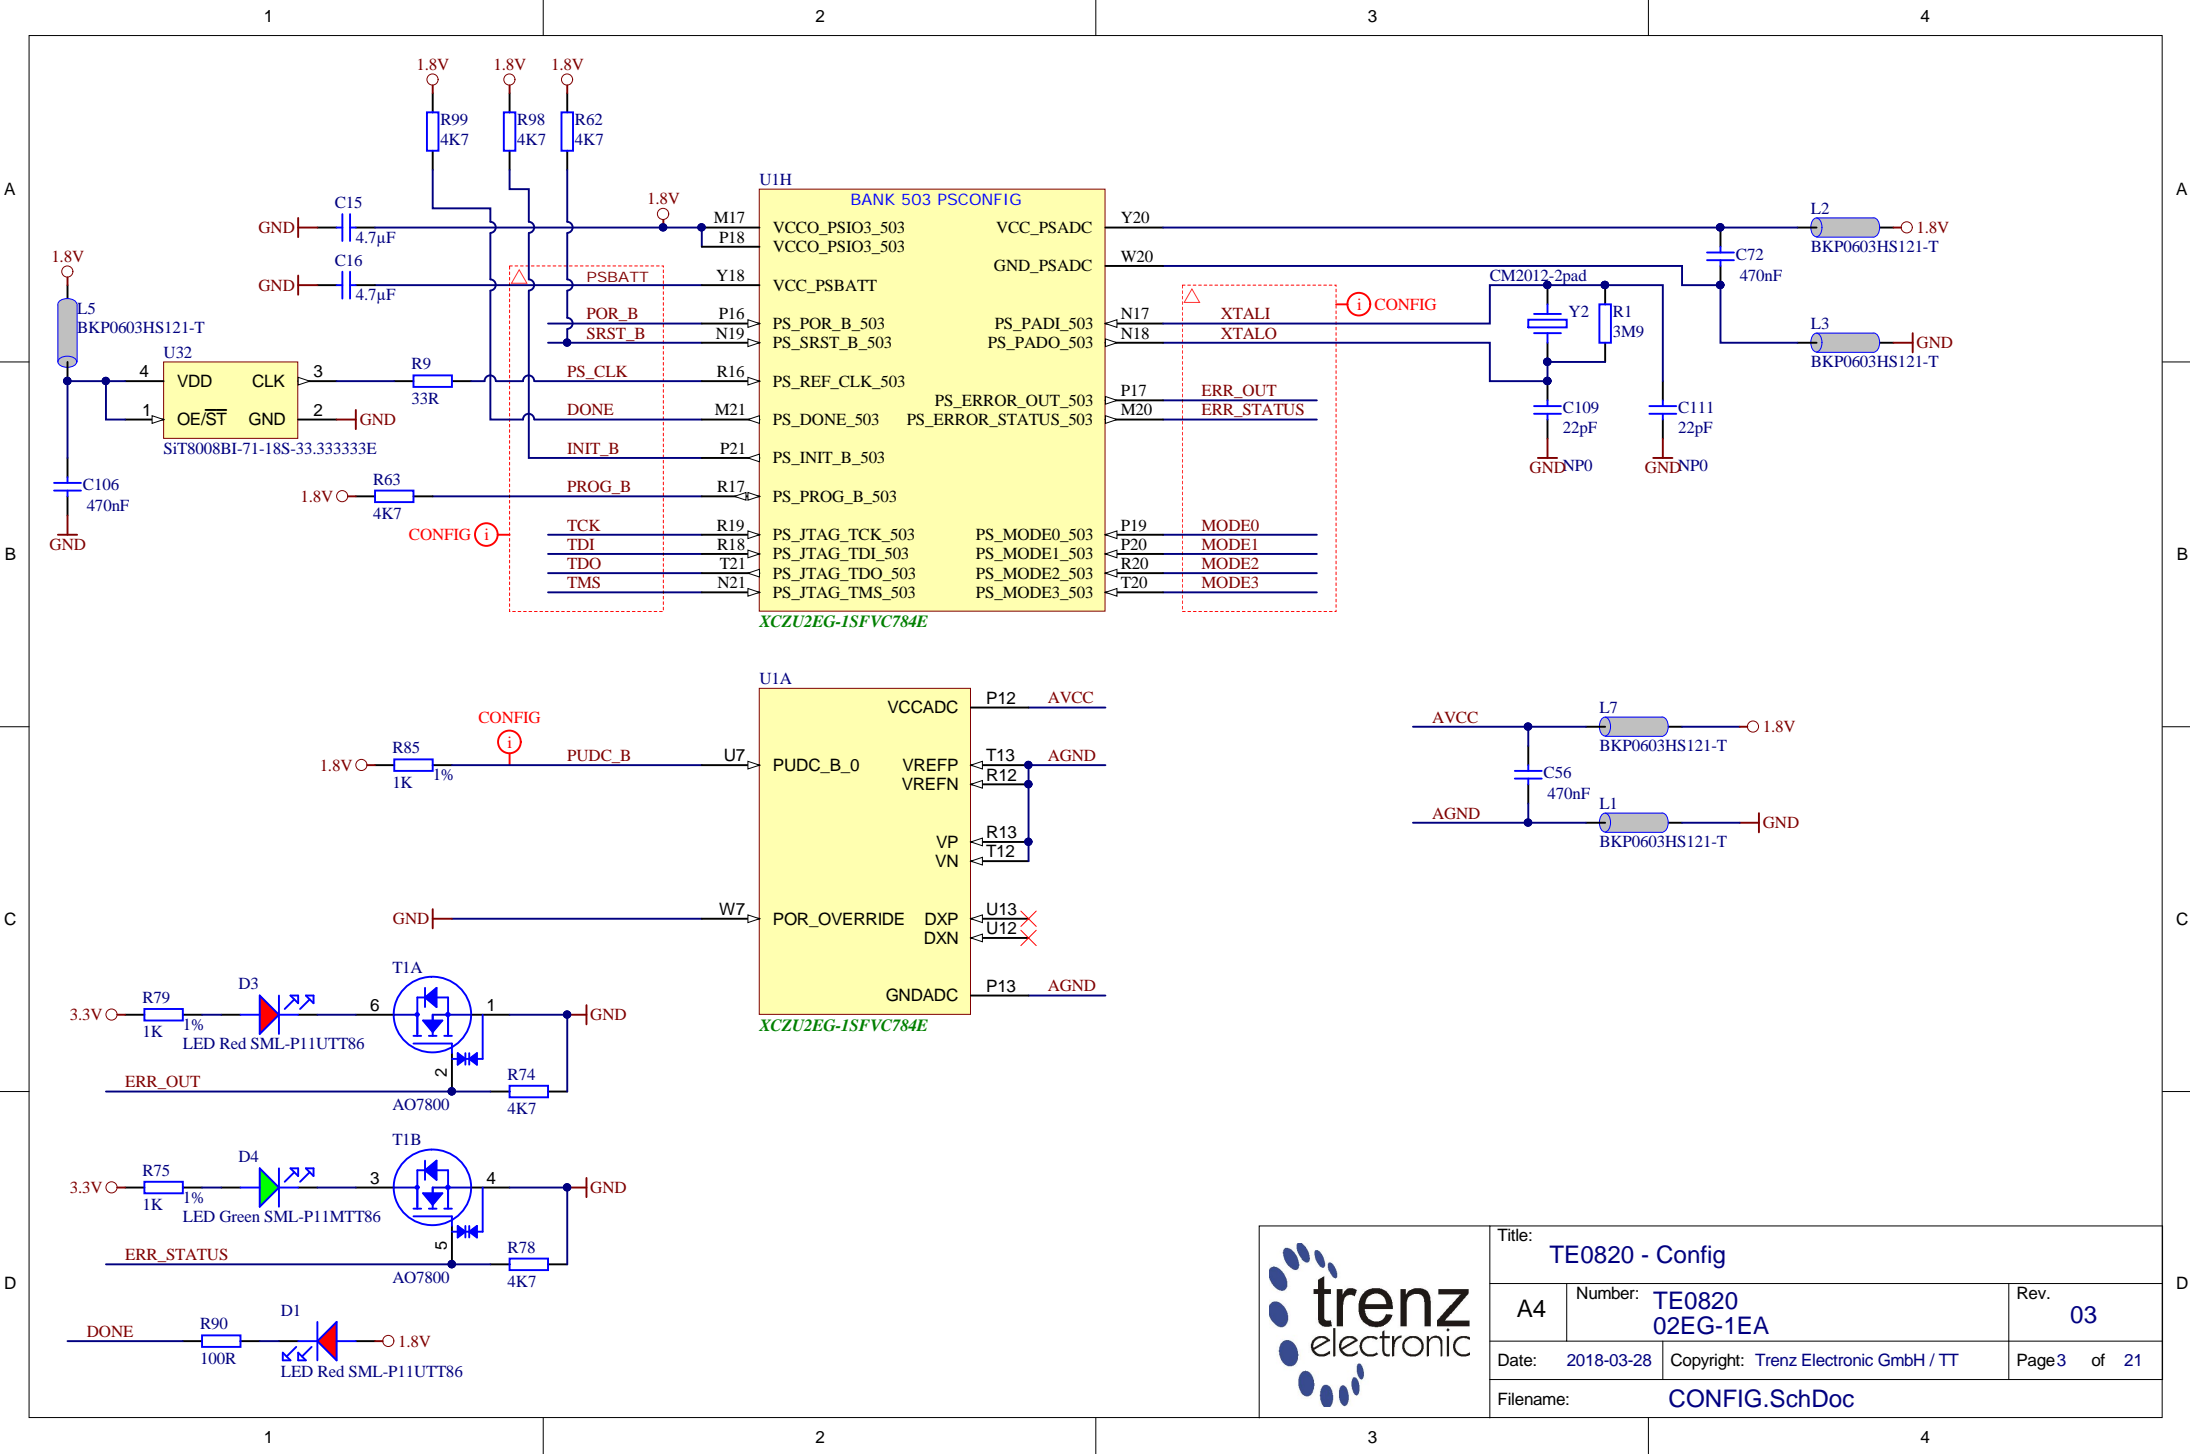 1 2 3 4
A A
B B
C C
D D
1.8V 1.8V 1.8V
R99 R98 R62
4K7 4K7 4K7
U1H
BANK 503 PSCONFIG
C15
GND
4.7µF
1.8V
M17 VCCO_PSIO3_503
P18 VCCO_PSIO3_503
C16
GND
4.7µF
PSBATT Y18 VCC_PSBATT
POR_B P16 PS_POR_B_503
SRST_B N19 PS_SRST_B_503
PS_CLK R16 PS_REF_CLK_503
DONE M21 PS_DONE_503
INIT_B P21 PS_INIT_B_503
PROG_B R17 PS_PROG_B_503
TCK R19 PS_JTAG_TCK_503
TDI R18 PS_JTAG_TDI_503
TDO T21 PS_JTAG_TDO_503
TMS N21 PS_JTAG_TMS_503
VCC_PSADC Y20
GND_PSADC W20
PS_PADI_503 N17 XTALI
PS_PADO_503 N18 XTALO
PS_ERROR_OUT_503 P17 ERR_OUT
PS_ERROR_STATUS_503 M20 ERR_STATUS
PS_MODE0_503 P19 MODE0
PS_MODE1_503 P20 MODE1
PS_MODE2_503 R20 MODE2
PS_MODE3_503 T20 MODE3
XCZU2EG-1SFVC784E
CONFIG i
i CONFIG
1.8V
L5
BKP0603HS121-T
U32
4 VDD CLK 3
1 OE/ST GND 2 GND
SiT8008BI-71-18S-33.333333E
R9
33R
C106
470nF
GND
1.8V R63
4K7
L2
1.8V
BKP0603HS121-T
C72
470nF
L3
GND
BKP0603HS121-T
CM2012-2pad
Y2
R1
3M9
C109
22pF
GND NP0
C111
22pF
GND NP0
U1A
VCCADC P12 AVCC
CONFIG
i
1.8V R85
1K 1%
PUDC_B U7 PUDC_B_0
VREFP T13 AGND
VREFN R12
VP R13
VN T12
GND W7 POR_OVERRIDE
DXP U13
DXN U12
GNDADC P13 AGND
XCZU2EG-1SFVC784E
AVCC L7 1.8V
BKP0603HS121-T
C56
470nF
AGND L1 GND
BKP0603HS121-T
T1A
3.3V R79 D3 6 1 GND
1K 1%
LED Red SML-P11UTT86
2
ERR_OUT R74
AO7800 4K7
T1B
3.3V R75 D4 3 4 GND
1K 1%
LED Green SML-P11MTT86
5
ERR_STATUS R78
AO7800 4K7
DONE R90 D1 1.8V
100R
LED Red SML-P11UTT86
trenz
electronic
Title:
TE0820 - Config
A4 Number: TE0820
02EG-1EA
Rev.
03
Date: 2018-03-28 Copyright: Trenz Electronic GmbH / TT Page 3 of 21
Filename: CONFIG.SchDoc
1 2 3 4